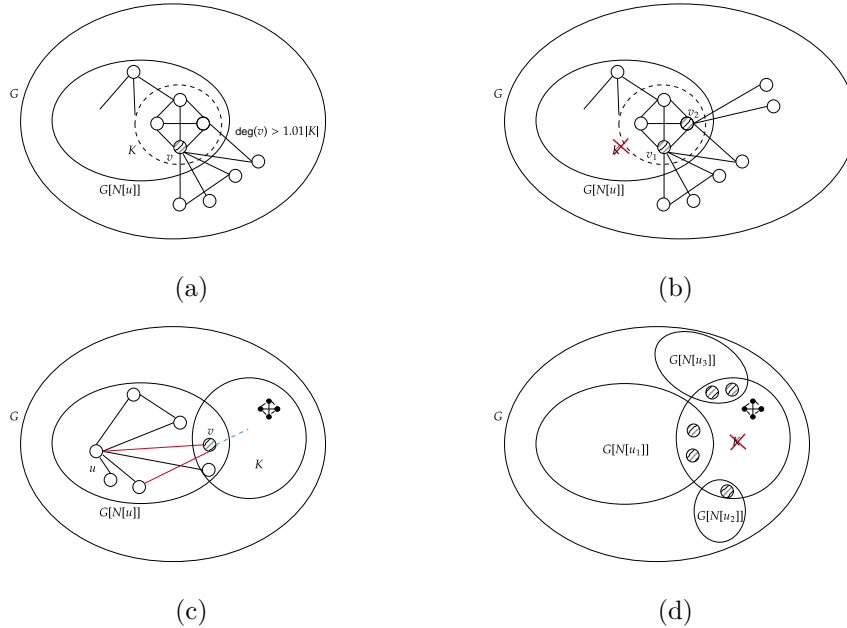 G
K
v
deg(v) > 1.01|K|
G[N[u]]
(a)
G
K
v₁
v₂
G[N[u]]
(b)
G
u
v
K
G[N[u]]
(c)
G
G[N[u₃]]
G[N[u₁]]
K
G[N[u₂]]
(d)